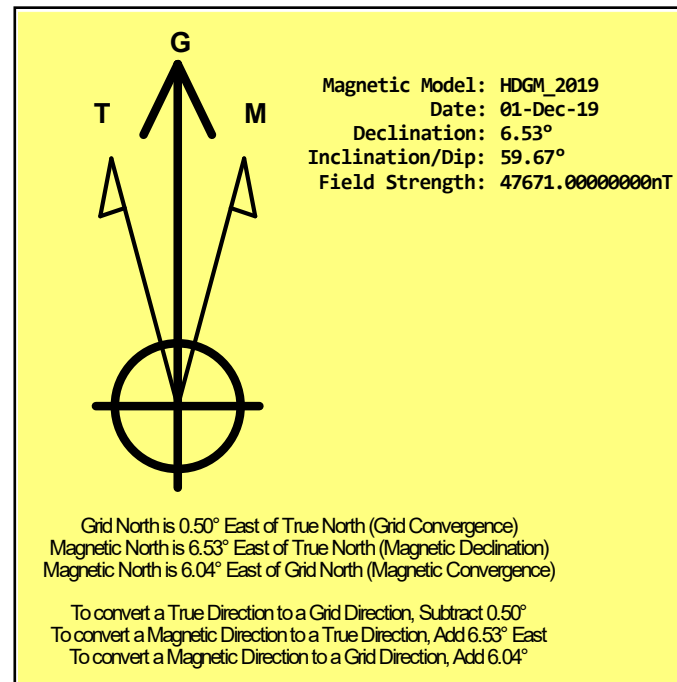 G
T
M
Magnetic Model: HDGM_2019
Date: 01-Dec-19
Declination: 6.53º
Inclination/Dip: 59.67º
Field Strength: 47671.00000000nT
Grid North is 0.50° East of True North (Grid Convergence)
Magnetic North is 6.53° East of True North (Magnetic Declination)
Magnetic North is 6.04° East of Grid North (Magnetic Convergence)
To convert a True Direction to a Grid Direction, Subtract 0.50°
To convert a Magnetic Direction to a True Direction, Add 6.53° East
To convert a Magnetic Direction to a Grid Direction, Add 6.04°